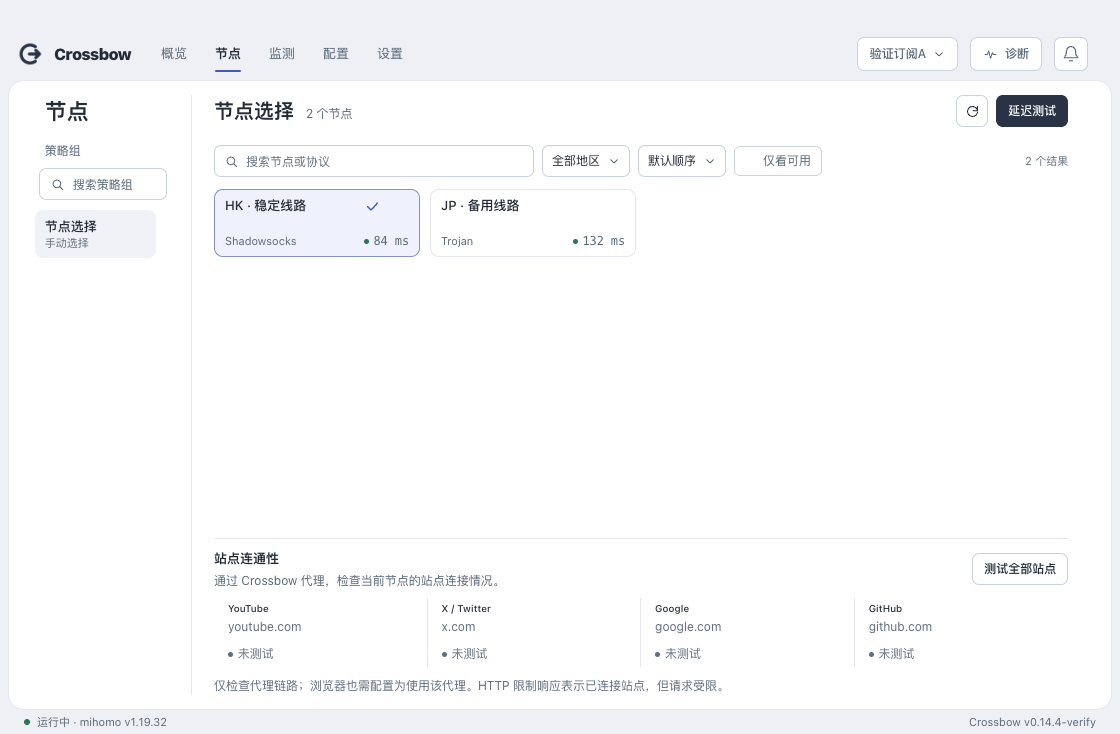 Crossbow
概览
节点
监测
配置
设置
验证订阅A
诊断
节点
策略组
搜索策略组
节点选择
手动选择
节点选择
2 个节点
延迟测试
搜索节点或协议
全部地区
默认顺序
仅看可用
2 个结果
HK · 稳定线路
Shadowsocks
84 ms
JP · 备用线路
Trojan
132 ms
站点连通性
通过 Crossbow 代理，检查当前节点的站点连接情况。
测试全部站点
YouTube
youtube.com
未测试
X / Twitter
x.com
未测试
Google
google.com
未测试
GitHub
github.com
未测试
仅检查代理链路；浏览器也需配置为使用该代理。HTTP 限制响应表示已连接站点，但请求受限。
运行中 · mihomo v1.19.32
Crossbow v0.14.4-verify